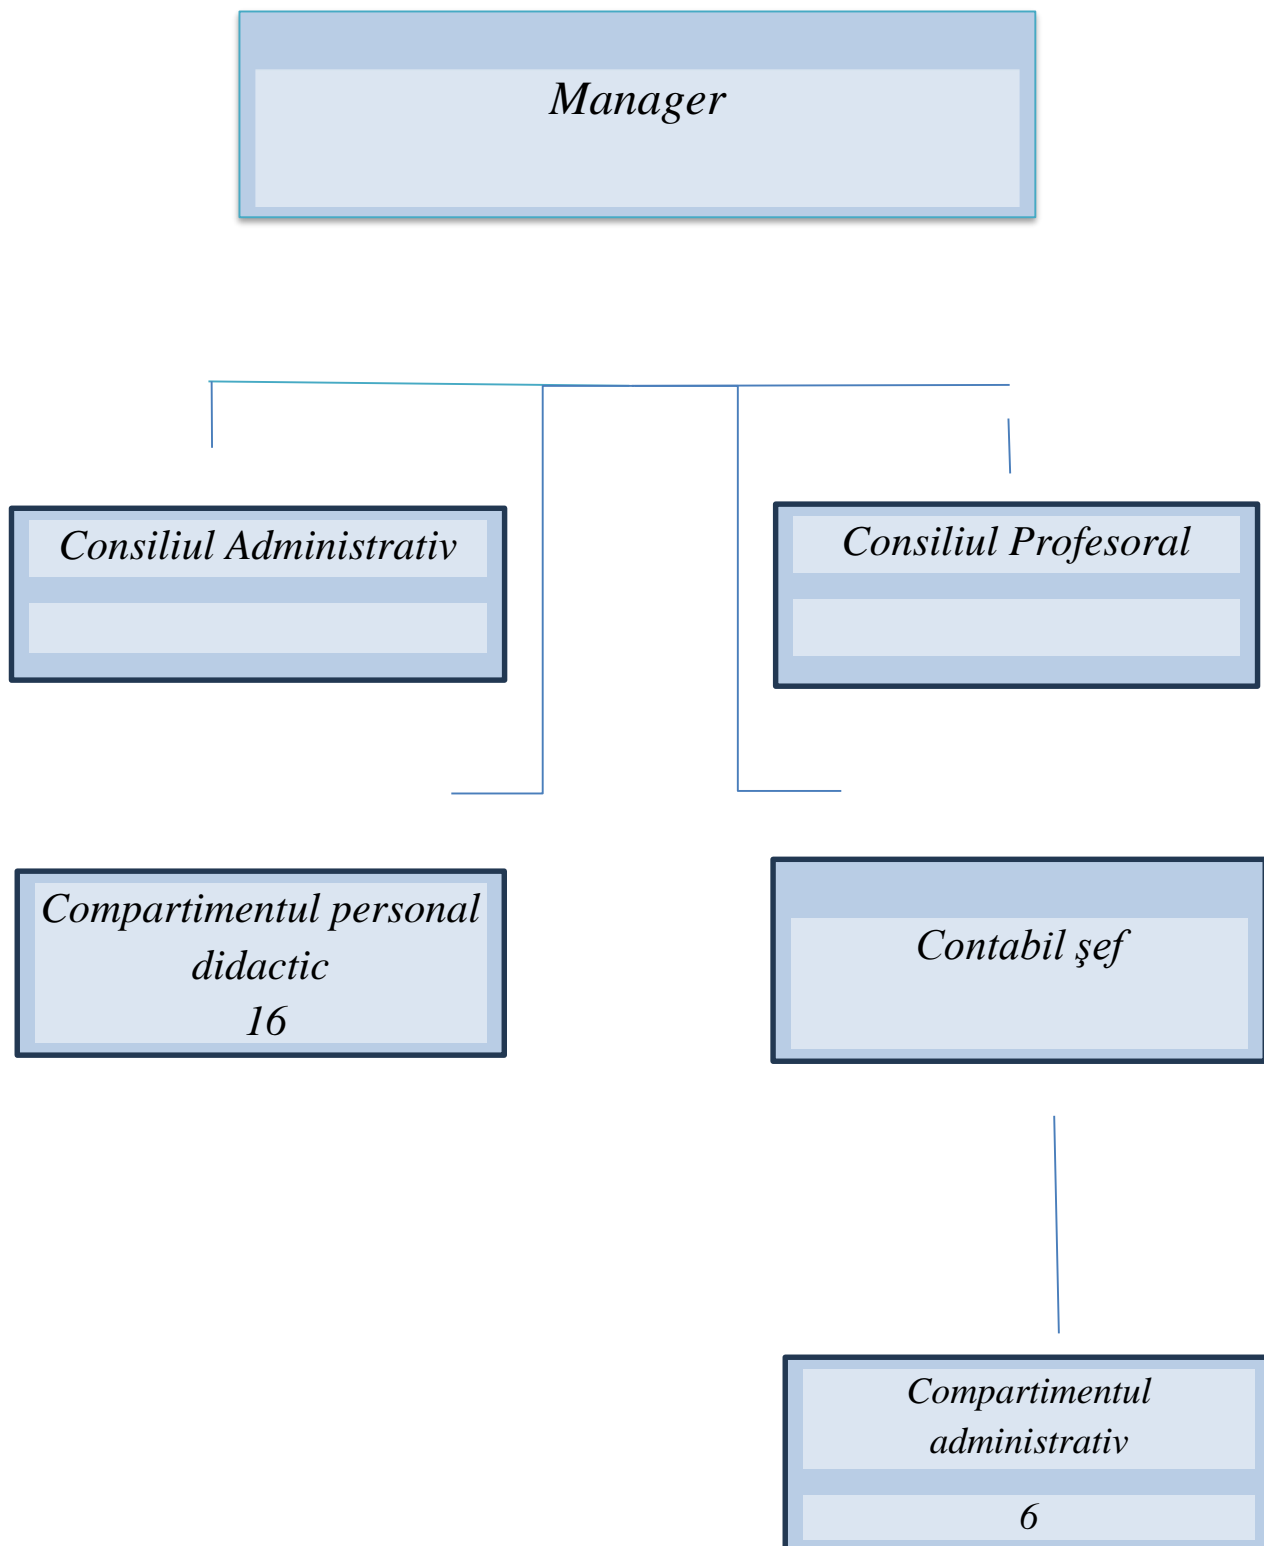 Manager
Consiliul Administrativ
Consiliul Profesoral
Compartimentul personal
didactic
16
Contabil şef
Compartimentul
administrativ
6